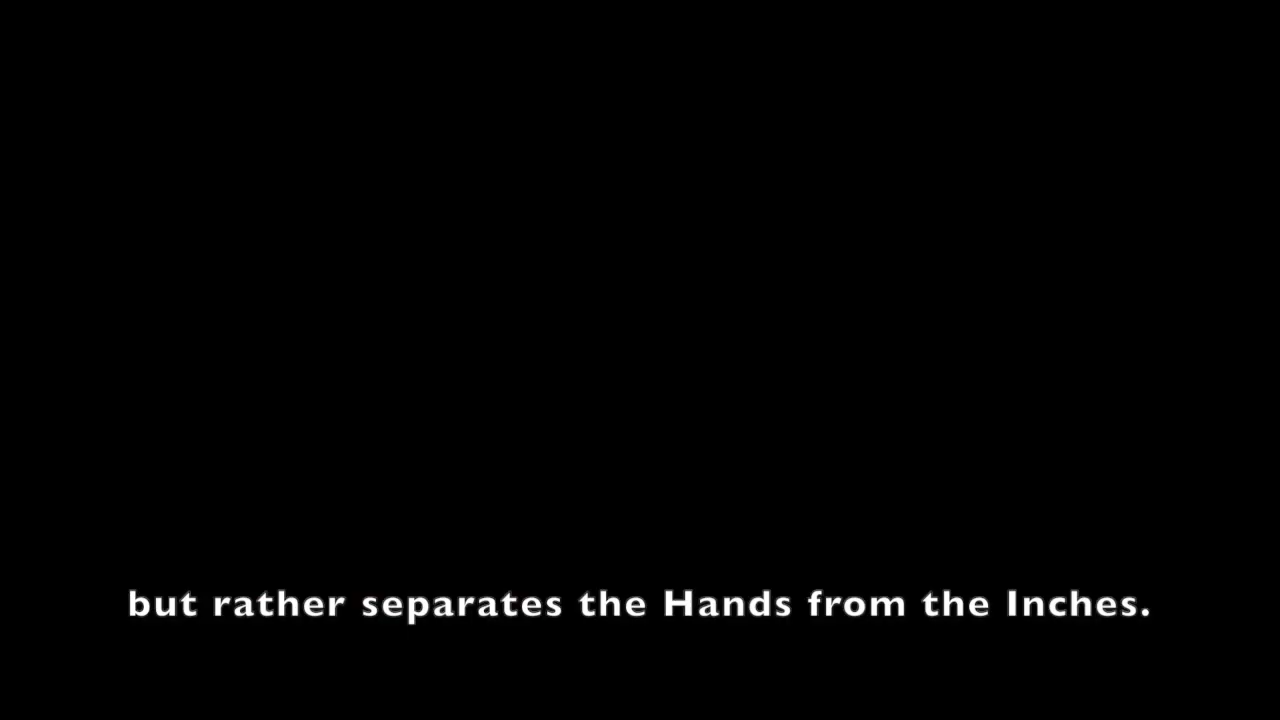 but rather separates the Hands from the Inches.